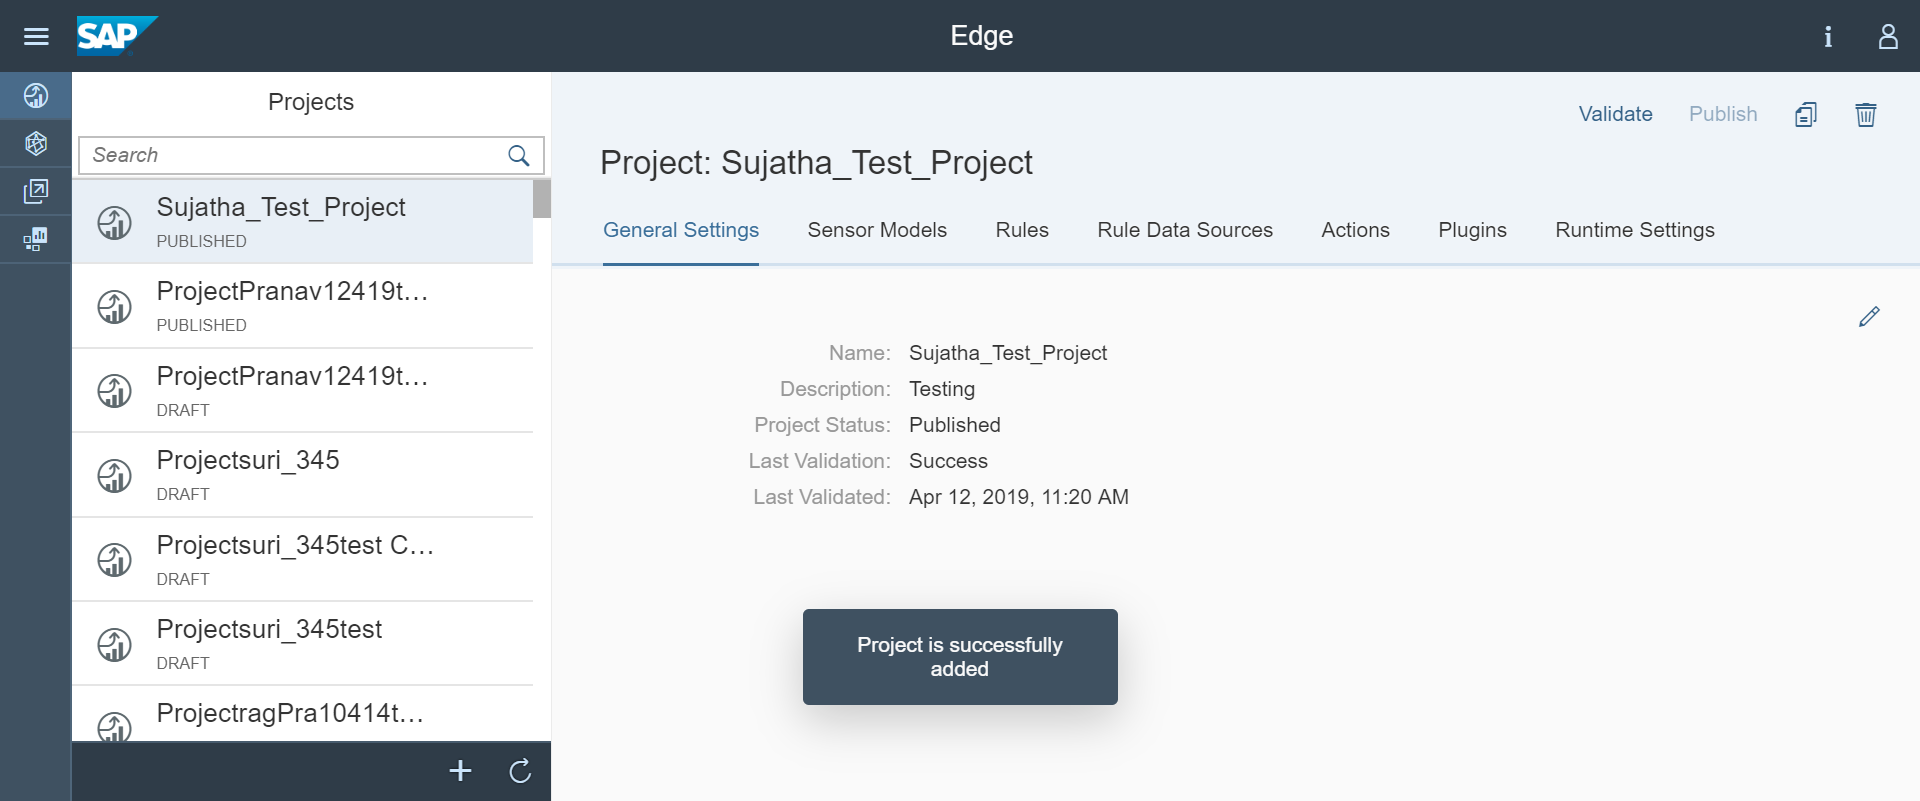 SAP
Edge
Projects
Search
Sujatha_Test_Project
PUBLISHED
ProjectPranav12419t...
PUBLISHED
ProjectPranav12419t...
DRAFT
Projectsuri_345
DRAFT
Projectsuri_345test C...
DRAFT
Projectsuri_345test
DRAFT
ProjectragPra10414t...
Validate Publish
Project: Sujatha_Test_Project
General Settings Sensor Models Rules Rule Data Sources Actions Plugins Runtime Settings
Name: Sujatha_Test_Project
Description: Testing
Project Status: Published
Last Validation: Success
Last Validated: Apr 12, 2019, 11:20 AM
Project is successfully
added